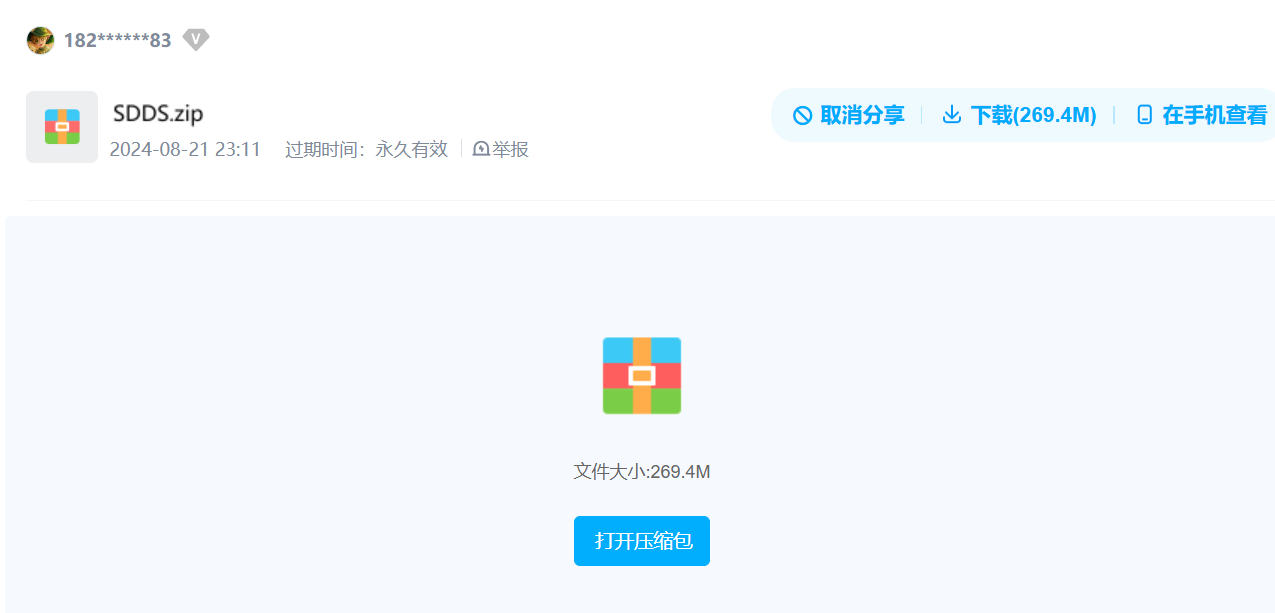 182******83 V
SDDS.zip
2024-08-21 23:11 过期时间：永久有效 举报
取消分享 下载(269.4M) 在手机查看
文件大小:269.4M
打开压缩包